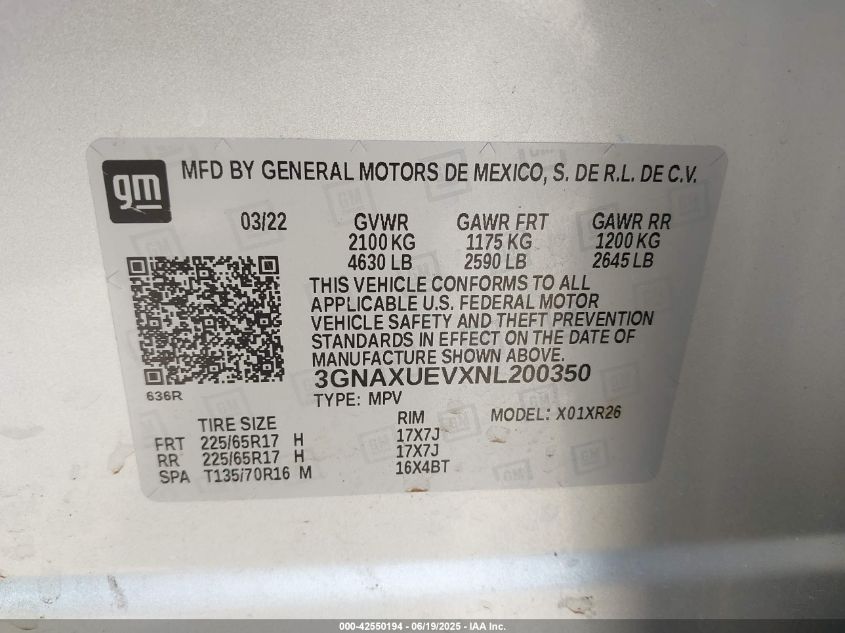 gm
MFD BY GENERAL MOTORS DE MEXICO, S. DE R.L. DE C.V.
03/22 GVWR GAWR FRT GAWR RR
2100 KG 1175 KG 1200 KG
4630 LB 2590 LB 2645 LB
THIS VEHICLE CONFORMS TO ALL
APPLICABLE U.S. FEDERAL MOTOR
VEHICLE SAFETY AND THEFT PREVENTION
STANDARDS IN EFFECT ON THE DATE OF
MANUFACTURE SHOWN ABOVE.
3GNAXUEVXNL200350
636R
TYPE: MPV
TIRE SIZE RIM MODEL: X01XR26
FRT 225/65R17 H 17X7J
RR 225/65R17 H 17X7J
SPA T135/70R16 M 16X4BT
000-42550194 - 06/19/2025 - IAA Inc.